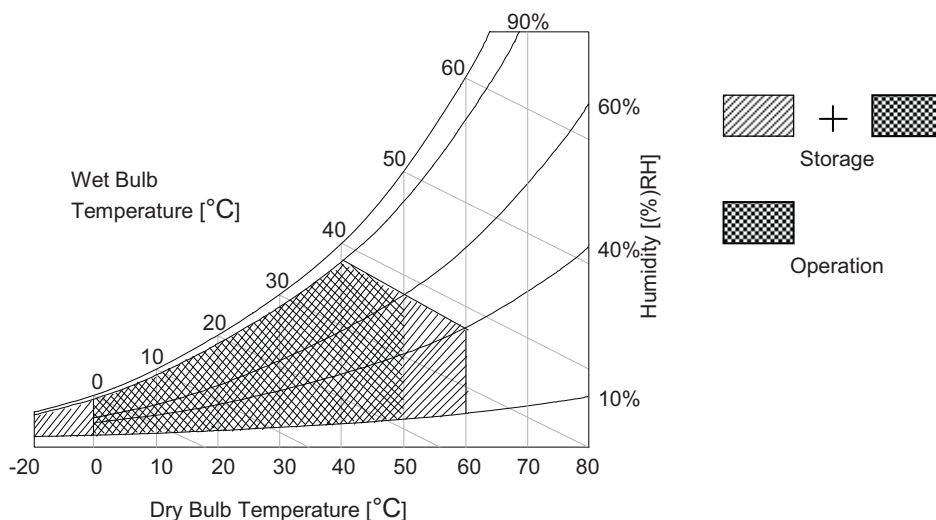 90%
60
60%
50
Wet Bulb
Temperature [°C]
40
40%
30
20
10
0
10%
Humidity [(%)RH]
-20 0 10 20 30 40 50 60 70 80
Dry Bulb Temperature [°C]
+
Storage
Operation